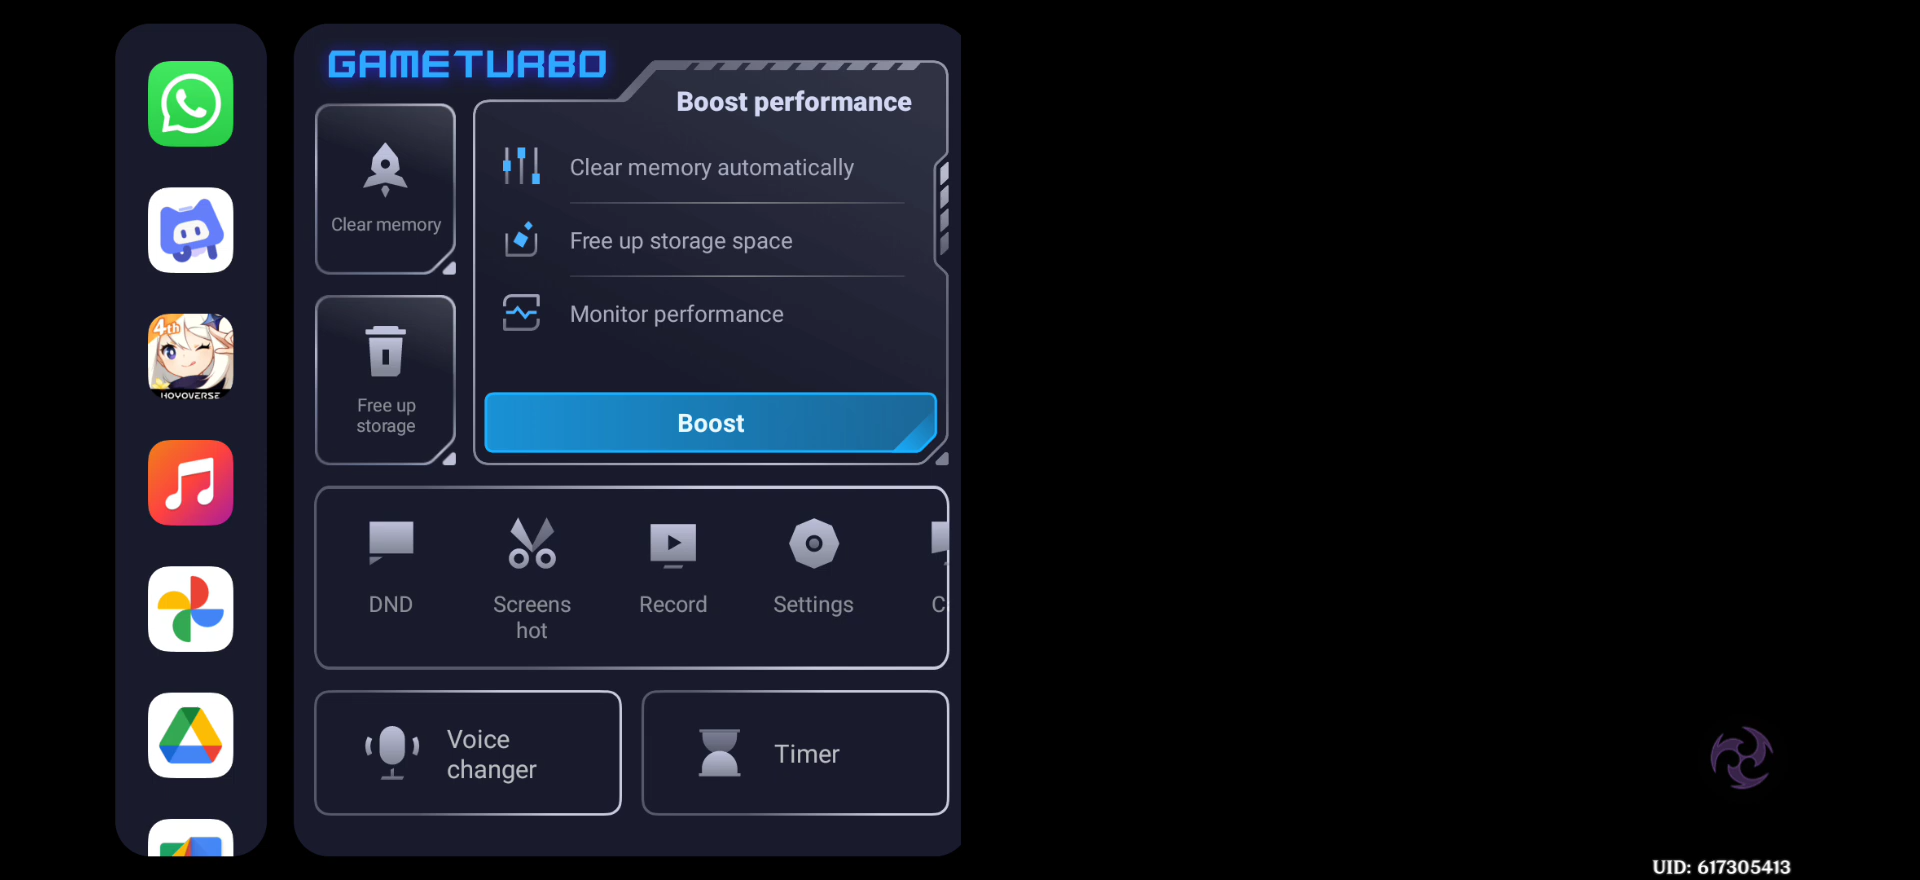 GAMETURBO
Boost performance
Clear memory
Clear memory automatically
Free up storage space
Monitor performance
Boost
Free up
storage
4th
HOYOVERSE
DND
Screens
hot
Record
Settings
C
Voice
changer
Timer
UID: 617305413